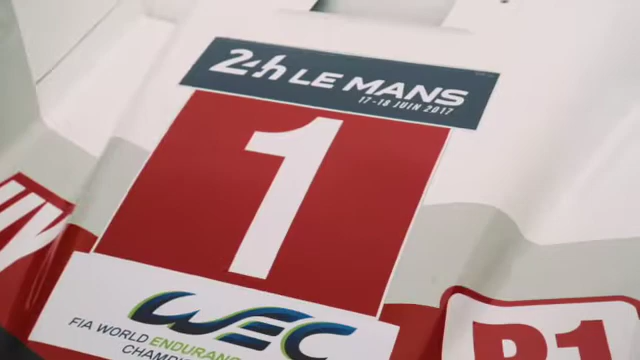 24h LE MANS
17-18 JUIN 2017
1
WEC
FIA WORLD ENDURANCE
P1